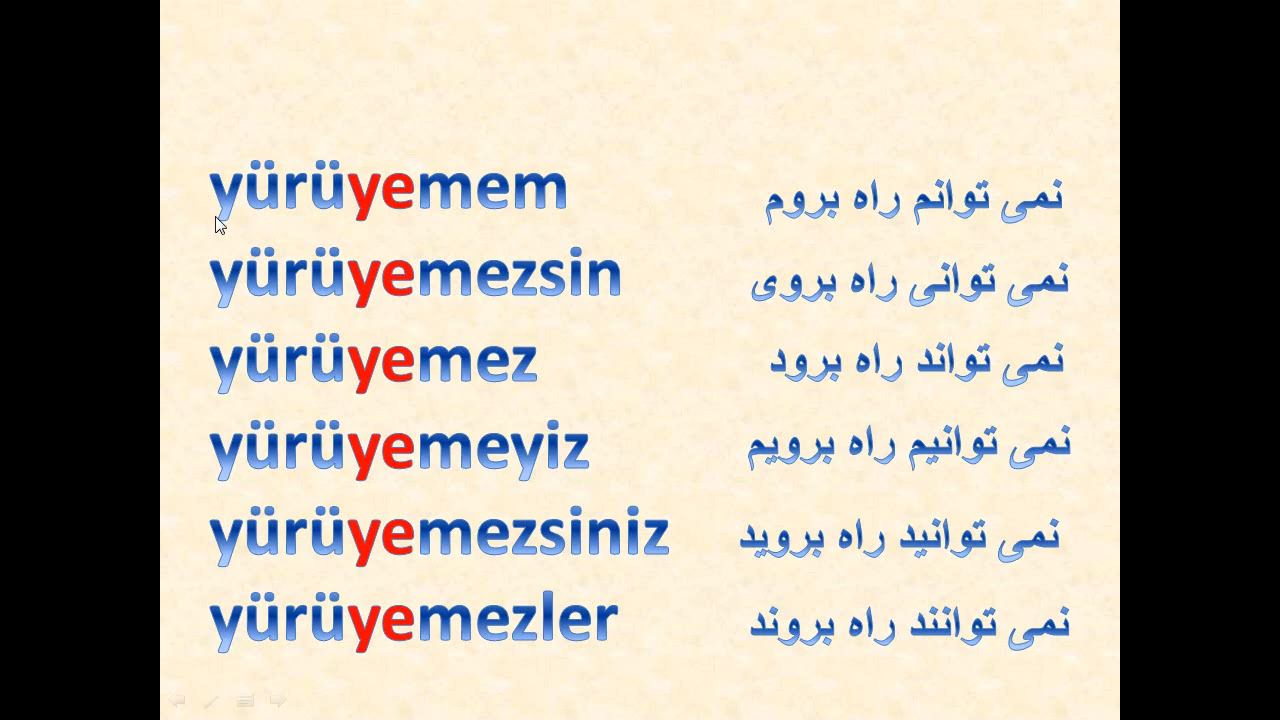 yürüyemem نمی توانم راه بروم
yürüyemezsin نمی توانی راه بروی
yürüyemez نمی تواند راه برود
yürüyemeyiz نمی توانیم راه برویم
yürüyemezsiniz نمی توانید راه بروید
yürüyemezler نمی توانند راه بروند